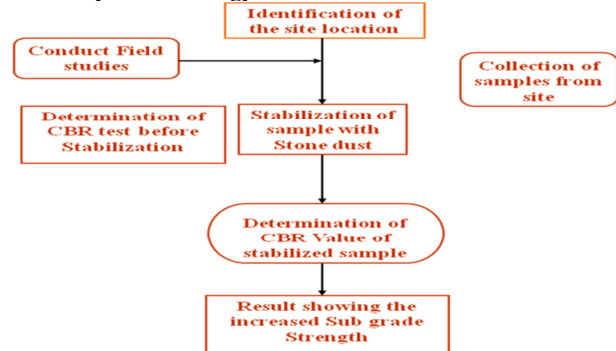 Identification of
the site location
Conduct Field
studies
Collection of
samples from
site
Determination of
CBR test before
Stabilization
Stabilization of
sample with
Stone dust
Determination of
CBR Value of
stabilized sample
Result showing the
increased Sub grade
Strength